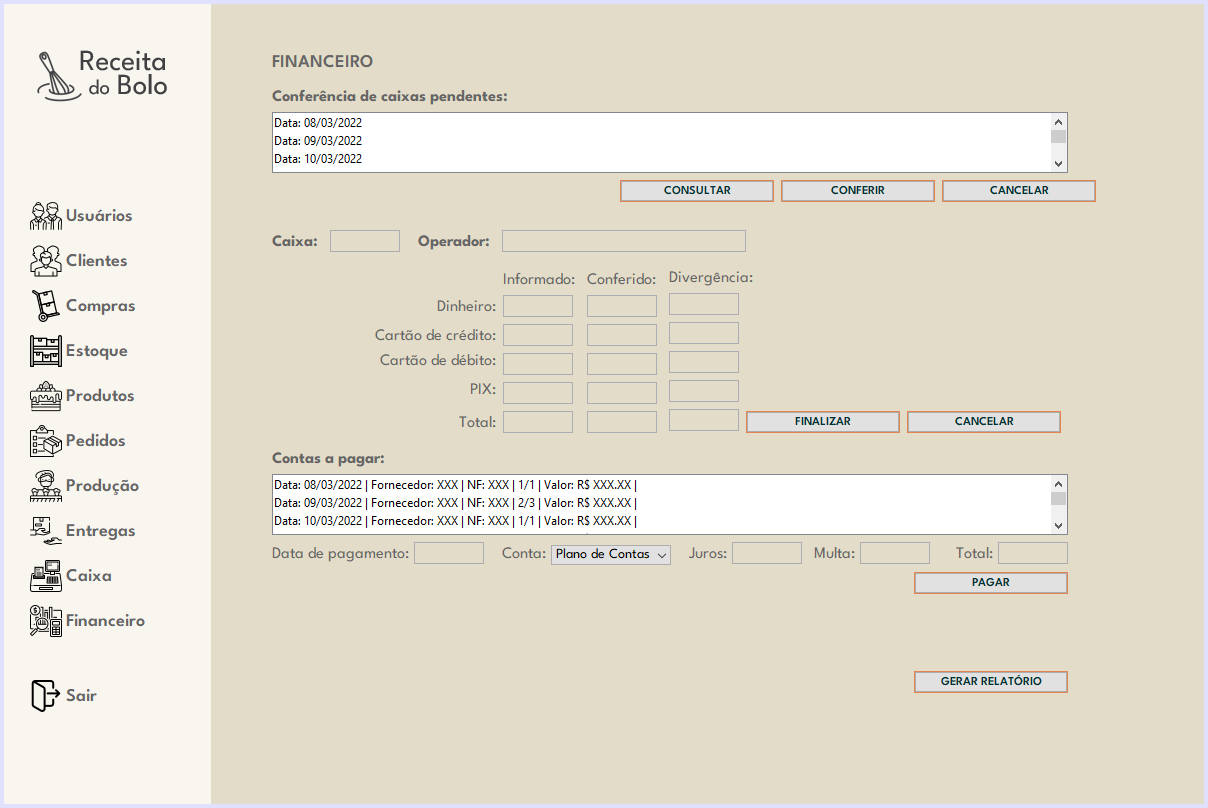 Receita
do Bolo
Usuários
Clientes
Compras
Estoque
Produtos
Pedidos
Produção
Entregas
Caixa
Financeiro
Sair
FINANCEIRO
Conferência de caixas pendentes:
Data: 08/03/2022
Data: 09/03/2022
Data: 10/03/2022
CONSULTAR CONFERIR CANCELAR
Caixa: Operador:
Informado: Conferido: Divergência:
Dinheiro:
Cartão de crédito:
Cartão de débito:
PIX:
Total: FINALIZAR CANCELAR
Contas a pagar:
Data: 08/03/2022 | Fornecedor: XXX | NF: XXX | 1/1 | Valor: R$ XXX.XX |
Data: 09/03/2022 | Fornecedor: XXX | NF: XXX | 2/3 | Valor: R$ XXX.XX |
Data: 10/03/2022 | Fornecedor: XXX | NF: XXX | 1/1 | Valor: R$ XXX.XX |
Data de pagamento: Conta: Plano de Contas Juros: Multa: Total:
PAGAR
GERAR RELATÓRIO